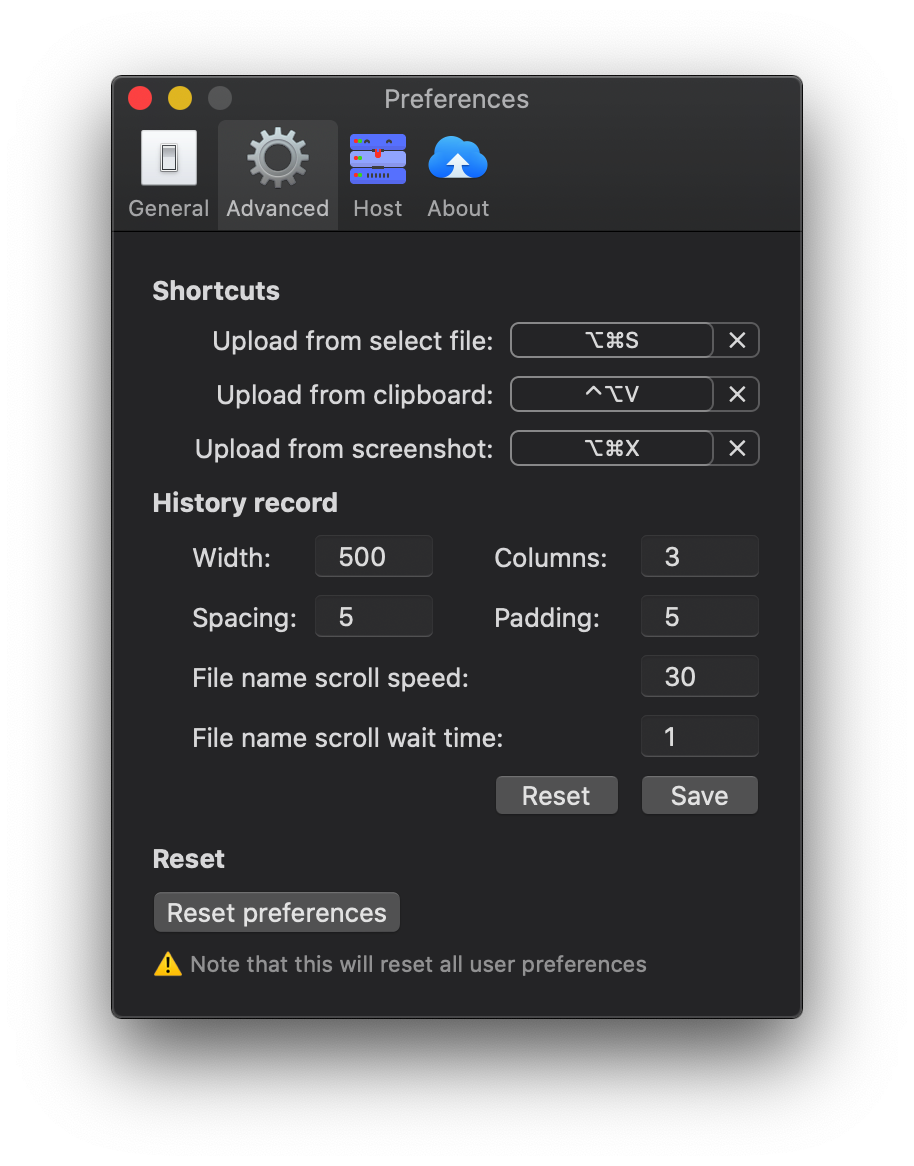 Preferences
General Advanced Host About
Shortcuts
Upload from select file: ⌥⌘S ✕
Upload from clipboard: ^⌥V ✕
Upload from screenshot: ⌥⌘X ✕
History record
Width: 500 Columns: 3
Spacing: 5 Padding: 5
File name scroll speed: 30
File name scroll wait time: 1
Reset Save
Reset
Reset preferences
⚠️ Note that this will reset all user preferences